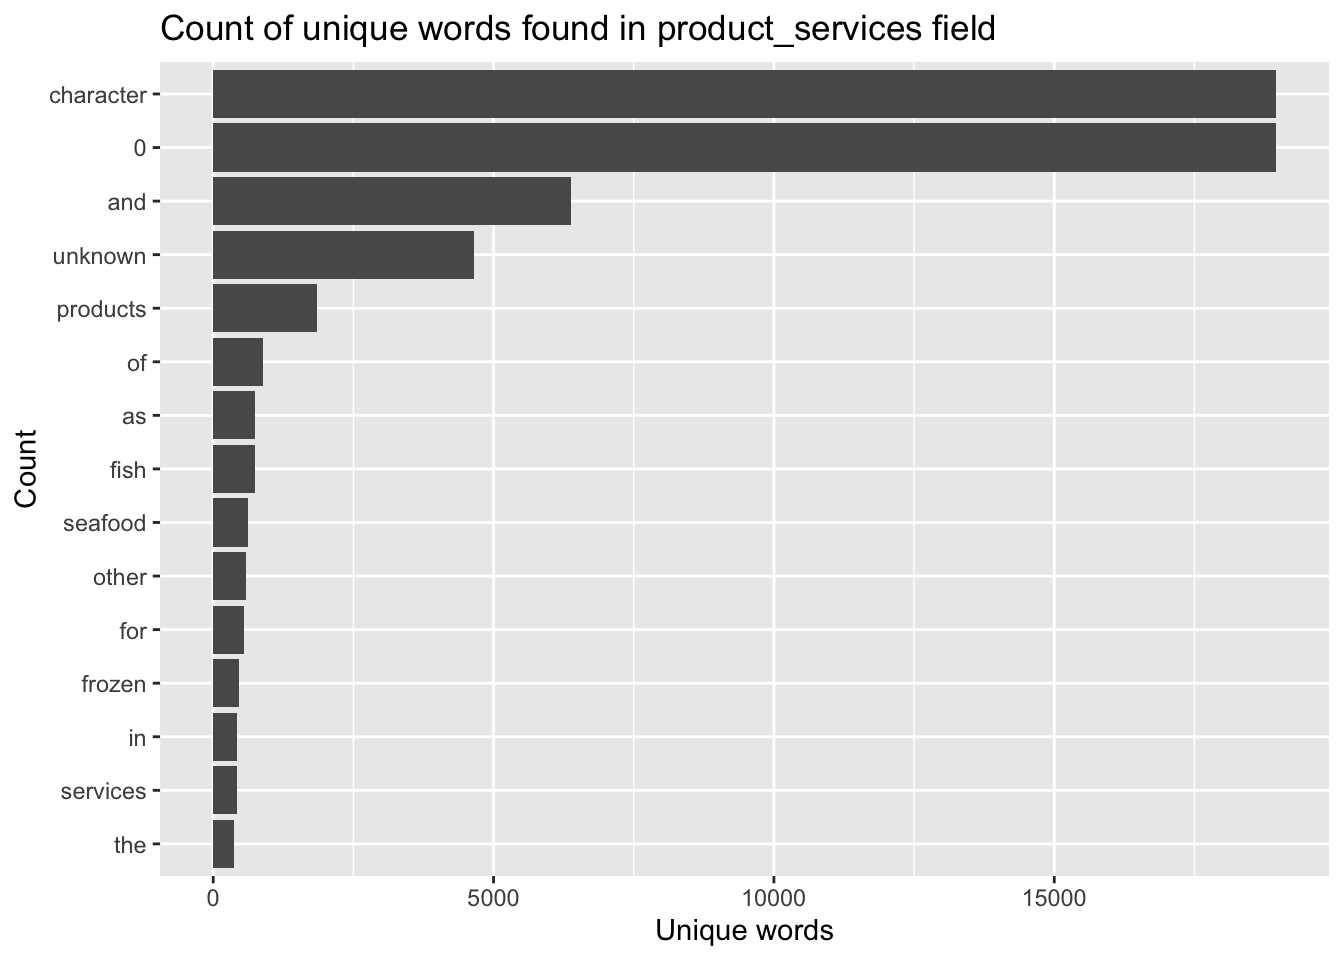 Count of unique words found in product_services field
character
0
and
unknown
products
of
as
fish
seafood
other
for
frozen
in
services
the
Count
0 5000 10000 15000
Unique words